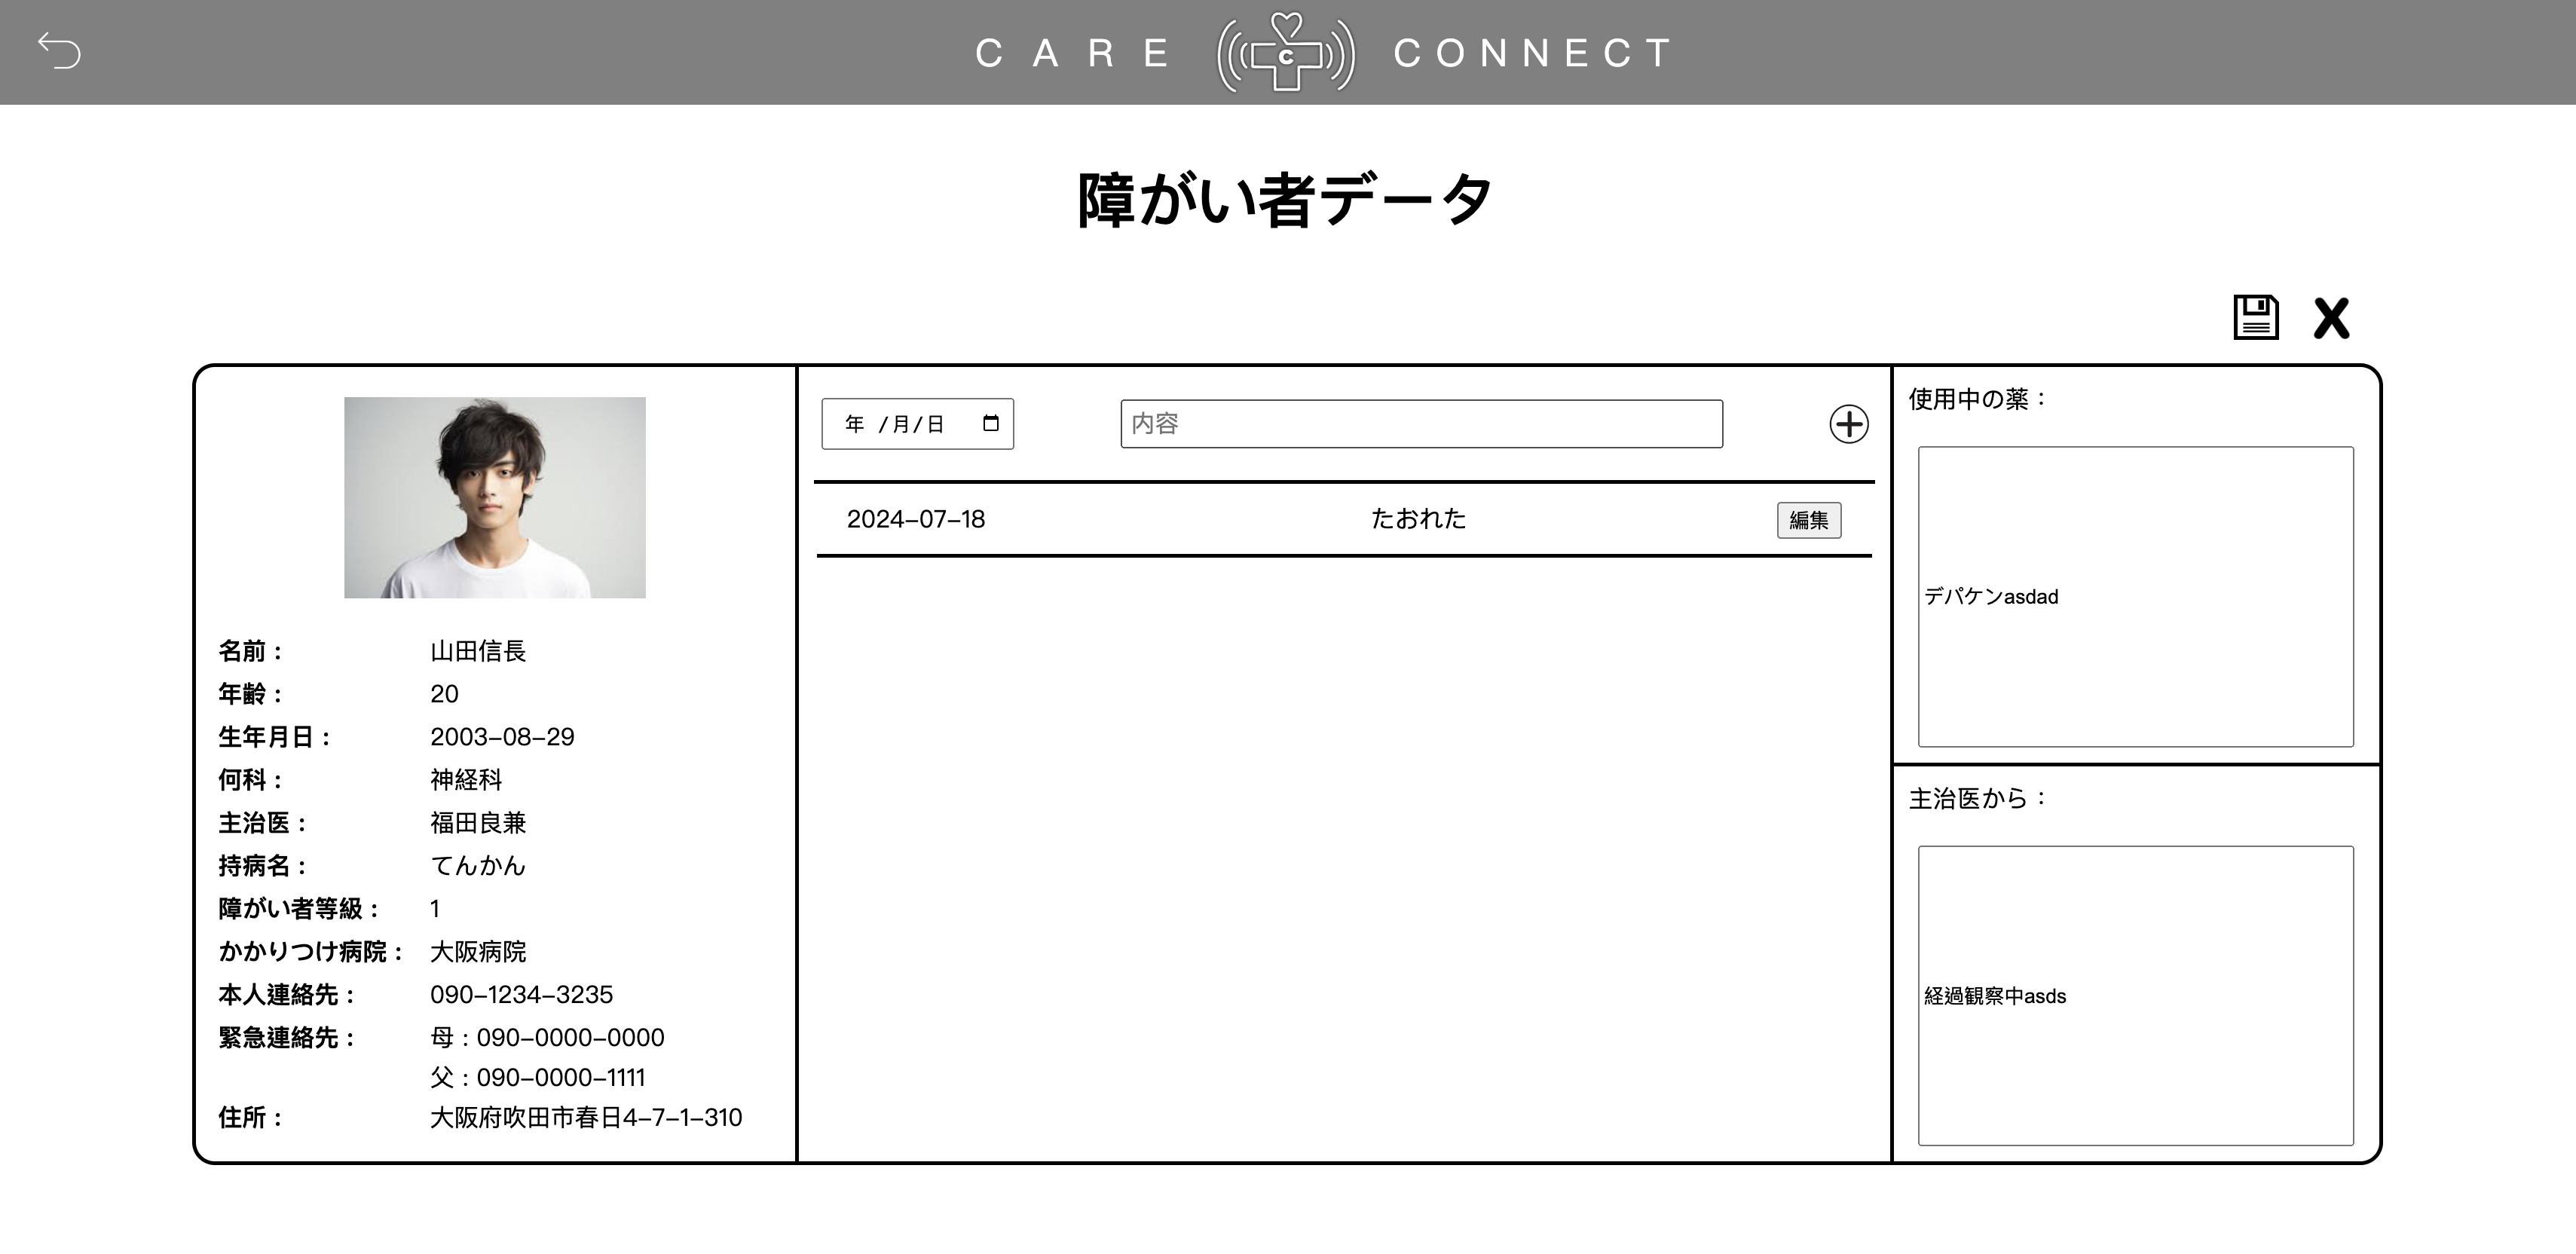 CARE C CONNECT
障がい者データ
名前： 山田信長
年齢： 20
生年月日： 2003-08-29
何科： 神経科
主治医： 福田良兼
持病名： てんかん
障がい者等級： 1
かかりつけ病院： 大阪病院
本人連絡先： 090-1234-3235
緊急連絡先： 母：090-0000-0000
父：090-0000-1111
住所： 大阪府吹田市春日4-7-1-310
年 /月/日 内容
2024-07-18 たおれた 編集
使用中の薬：
デパケンasdad
主治医から：
経過観察中asds